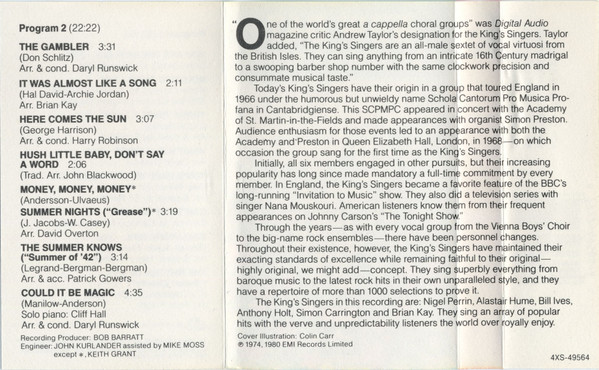 Program 2 (22:22)
THE GAMBLER 3:31
(Don Schlitz)
Arr. & cond. Daryl Runswick
IT WAS ALMOST LIKE A SONG 2:11
(Hal David-Archie Jordan)
Arr. Brian Kay
HERE COMES THE SUN 3:07
(George Harrison)
Arr. & cond. Harry Robinson
HUSH LITTLE BABY, DON'T SAY
A WORD 2:06
(Trad. Arr. John Blackwood)
MONEY, MONEY, MONEY*
(Andersson-Ulvaeus)
SUMMER NIGHTS ("Grease")* 3:19
(J. Jacobs-W. Casey)
Arr. David Overton
THE SUMMER KNOWS
("Summer of '42") 3:14
(Legrand-Bergman-Bergman)
Arr. & acc. Patrick Gowers
COULD IT BE MAGIC 4:35
(Manilow-Anderson)
Solo piano: Cliff Hall
Arr. & cond. Daryl Runswick
Recording Producer: BOB BARRATT
Engineer: JOHN KURLANDER assisted by MIKE MOSS
except *, KEITH GRANT
"One of the world's great a cappella choral groups" was Digital Audio
magazine critic Andrew Taylor's designation for the King's Singers. Taylor
added, "The King's Singers are an all-male sextet of vocal virtuosi from
the British Isles. They can sing anything from an intricate 16th Century madrigal
to a swooping barber shop number with the same clockwork precision and
consummate musical taste."
Today's King's Singers have their origin in a group that toured England in
1966 under the humorous but unwieldy name Schola Cantorum Pro Musica Pro-
fana in Cantabridgiense. This SCPMPC appeared in concert with the Academy
of St. Martin-in-the-Fields and made appearances with organist Simon Preston.
Audience enthusiasm for those events led to an appearance with both the
Academy and Preston in Queen Elizabeth Hall, London, in 1968—on which
occasion the group sang for the first time as the King's Singers.
Initially, all six members engaged in other pursuits, but their increasing
popularity has long since made mandatory a full-time commitment by every
member. In England, the King's Singers became a favorite feature of the BBC's
long-running "Invitation to Music" show. They also did a television series with
singer Nana Mouskouri. American listeners know them from their frequent
appearances on Johnny Carson's "The Tonight Show."
Through the years—as with every vocal group from the Vienna Boys' Choir
to the big-name rock ensembles—there have been personnel changes.
Throughout their existence, however, the King's Singers have maintained their
exacting standards of excellence while remaining faithful to their original—
highly original, we might add—concept. They sing superbly everything from
baroque music to the latest rock hits in their own unparalleled style, and they
have a repertoire of more than 1000 selections to prove it.
The King's Singers in this recording are: Nigel Perrin, Alastair Hume, Bill Ives,
Anthony Holt, Simon Carrington and Brian Kay. They sing an array of popular
hits with the verve and unpredictability listeners the world over royally enjoy.
Cover Illustration: Colin Carr
℗ 1974, 1980 EMI Records Limited
4XS-49564